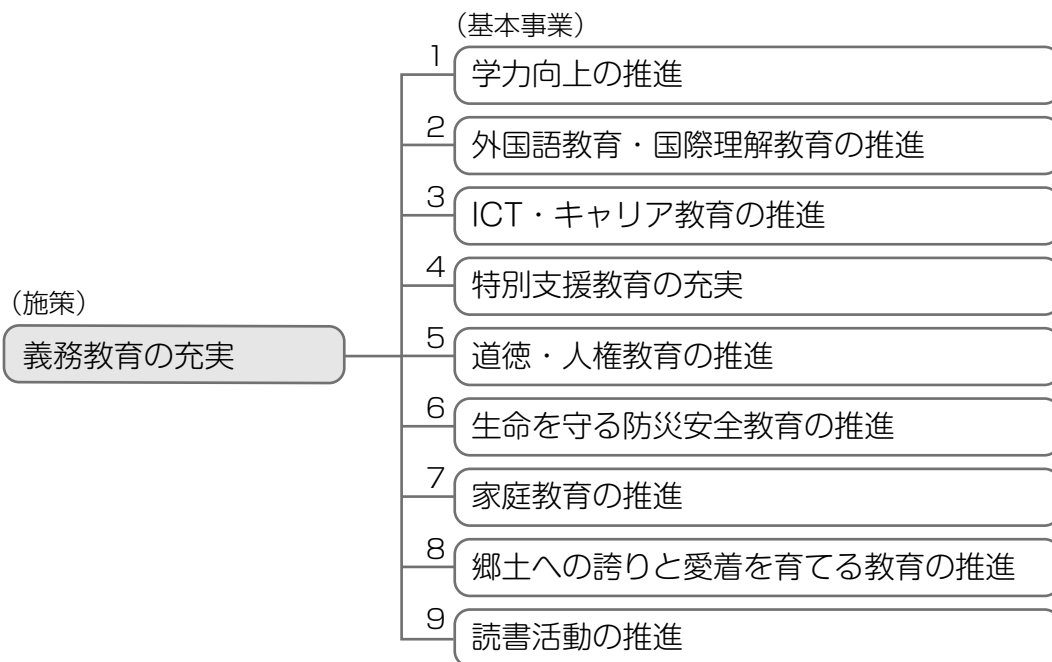 （基本事業）
1 学力向上の推進
2 外国語教育・国際理解教育の推進
3 ICT・キャリア教育の推進
4 特別支援教育の充実
（施策）
義務教育の充実
5 道徳・人権教育の推進
6 生命を守る防災安全教育の推進
7 家庭教育の推進
8 郷土への誇りと愛着を育てる教育の推進
9 読書活動の推進